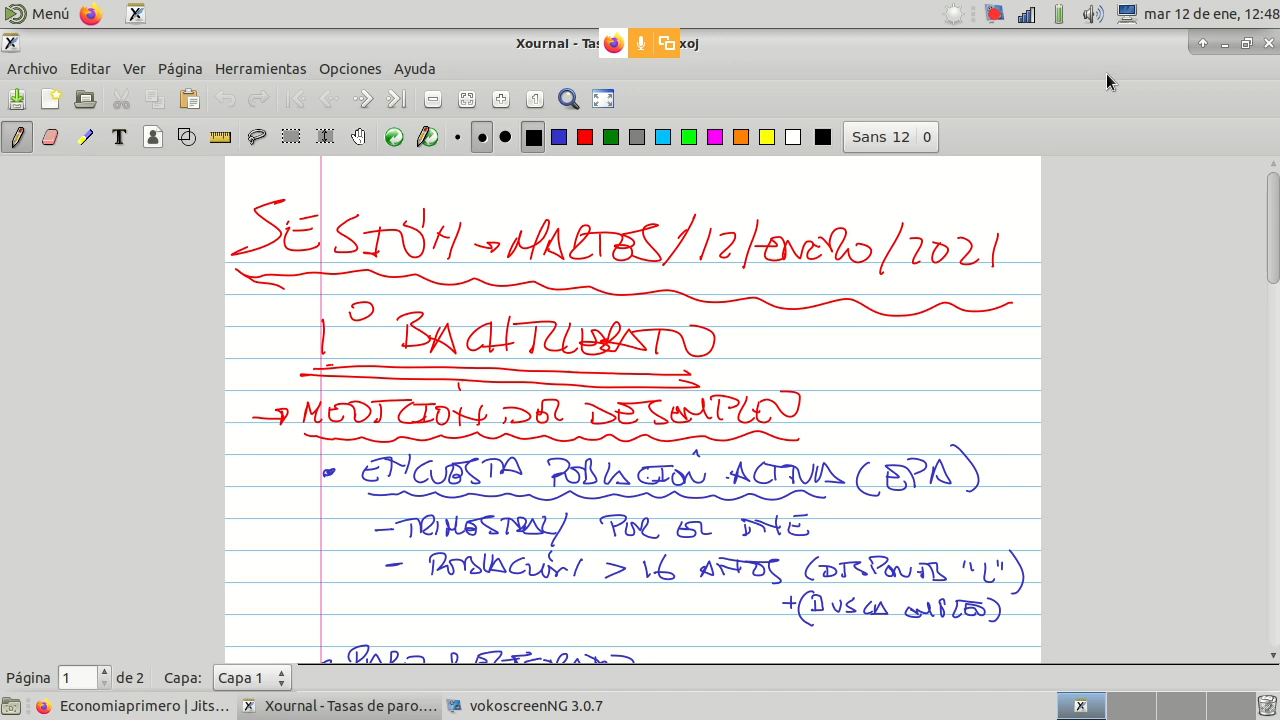 Menú
mar 12 de ene, 12:48
Xournal - Tas
xoj
Archivo Editar Ver Página Herramientas Opciones Ayuda
Sans 12 0
SESIÓN → MARTES/12/ENERO/2021
1º BACHILLERATO
→ MEDICION DEL DESEMPLEO
• ENCUESTA POBLACIÓN ACTIVA (EPA)
- TRIMESTRAL/ POR EL INE
- POBLACIÓN/ > 16 AÑOS (DISPONIB "L")
+(BUSCA EMPLEO)
PARO REGISTRADO
Página 1 de 2 Capa: Capa 1
Economiaprimero | Jits...
Xournal - Tasas de paro....
vokoscreenNG 3.0.7